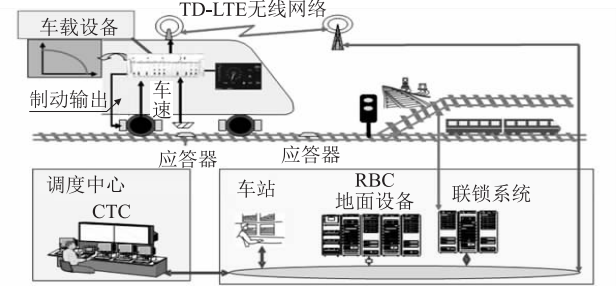 TD-LTE无线网络
车载设备
制动输出
车速
应答器
应答器
调度中心
CTC
车站
RBC
地面设备
联锁系统